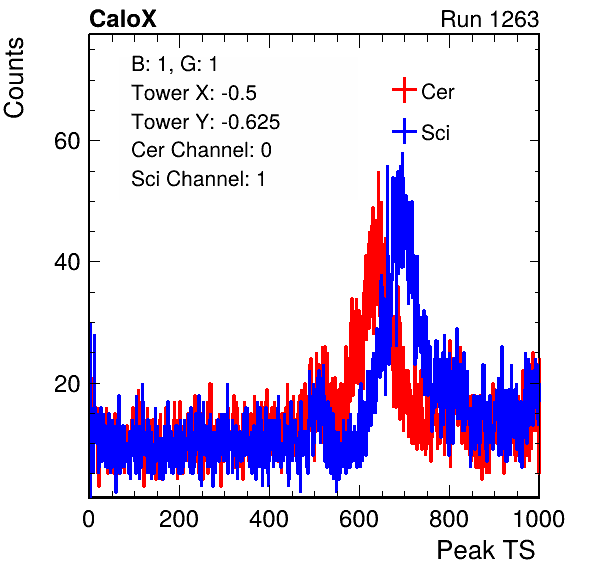 CaloX Run 1263
Counts
B: 1, G: 1
Tower X: -0.5
Tower Y: -0.625
Cer Channel: 0
Sci Channel: 1
Cer
Sci
60
40
20
0 200 400 600 800 1000
Peak TS